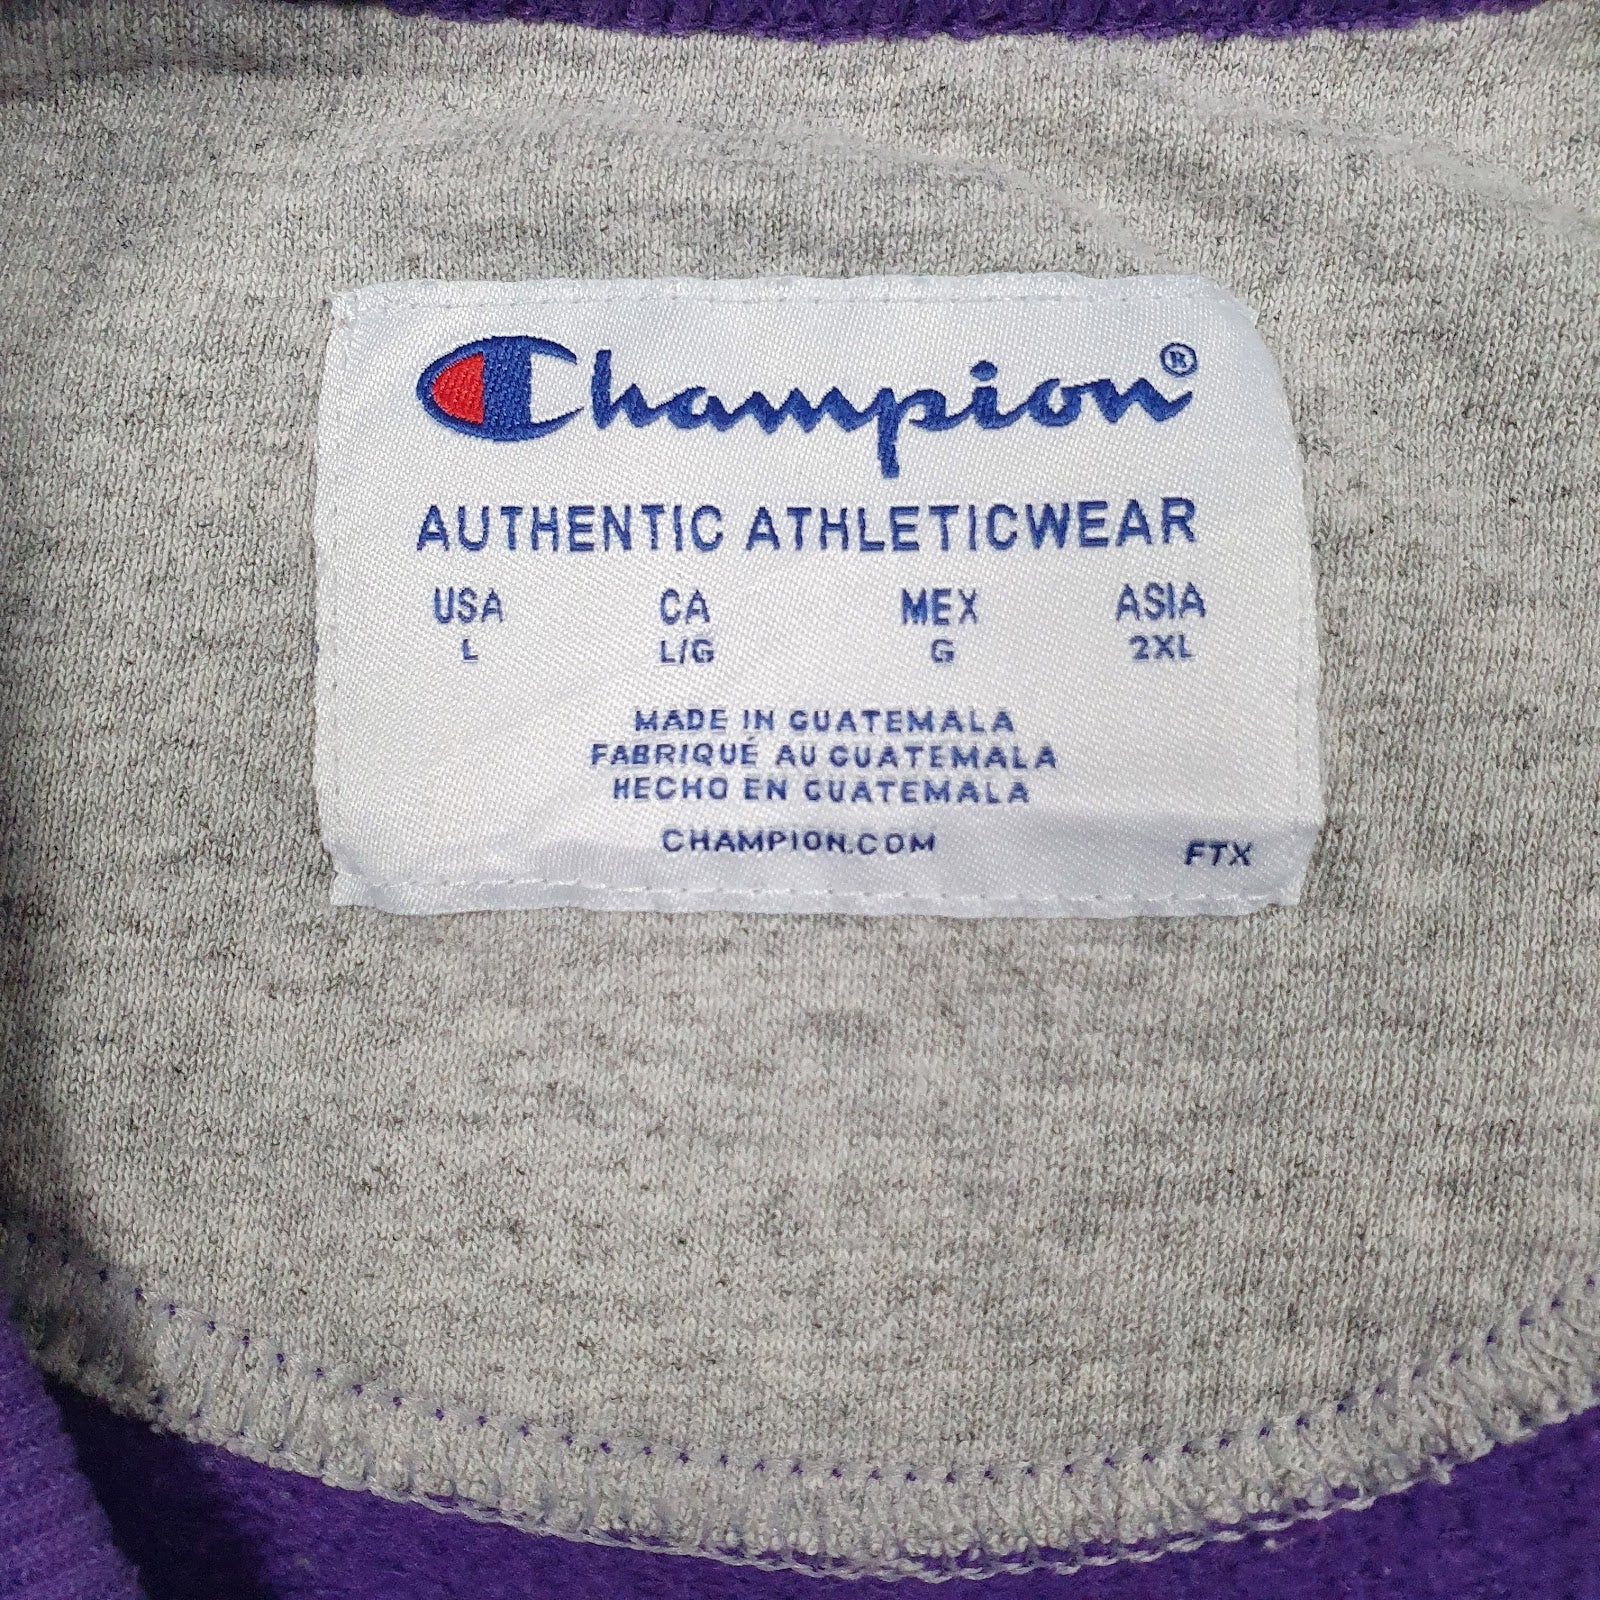 Champion®
AUTHENTIC ATHLETICWEAR
USA CA MEX ASIA
L L/G G 2XL
MADE IN GUATEMALA
FABRIQUÉ AU GUATEMALA
HECHO EN GUATEMALA
CHAMPION.COM
FTX